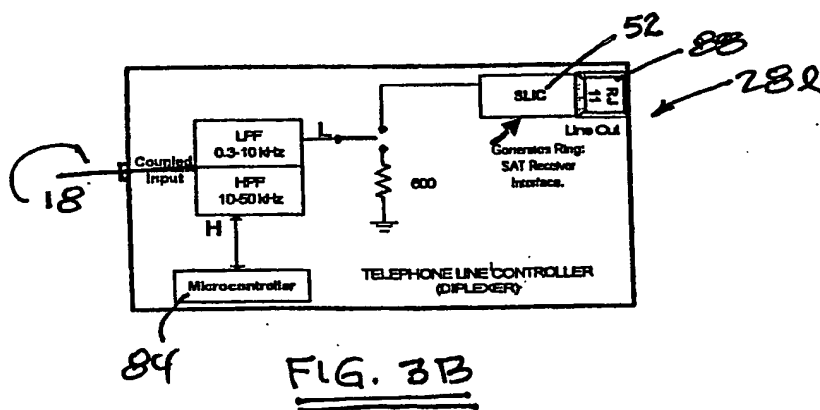 52
88
28l
SLIC
RJ
11
Line Out
Generates Ring:
SAT Receiver
Interface.
LPF
0.3-10 kHz
L
Coupled
Input
HPF
10-50 kHz
18
600
H
Microcontroller
TELEPHONE LINE CONTROLLER
(DIPLEXER)
84
FIG. 3B